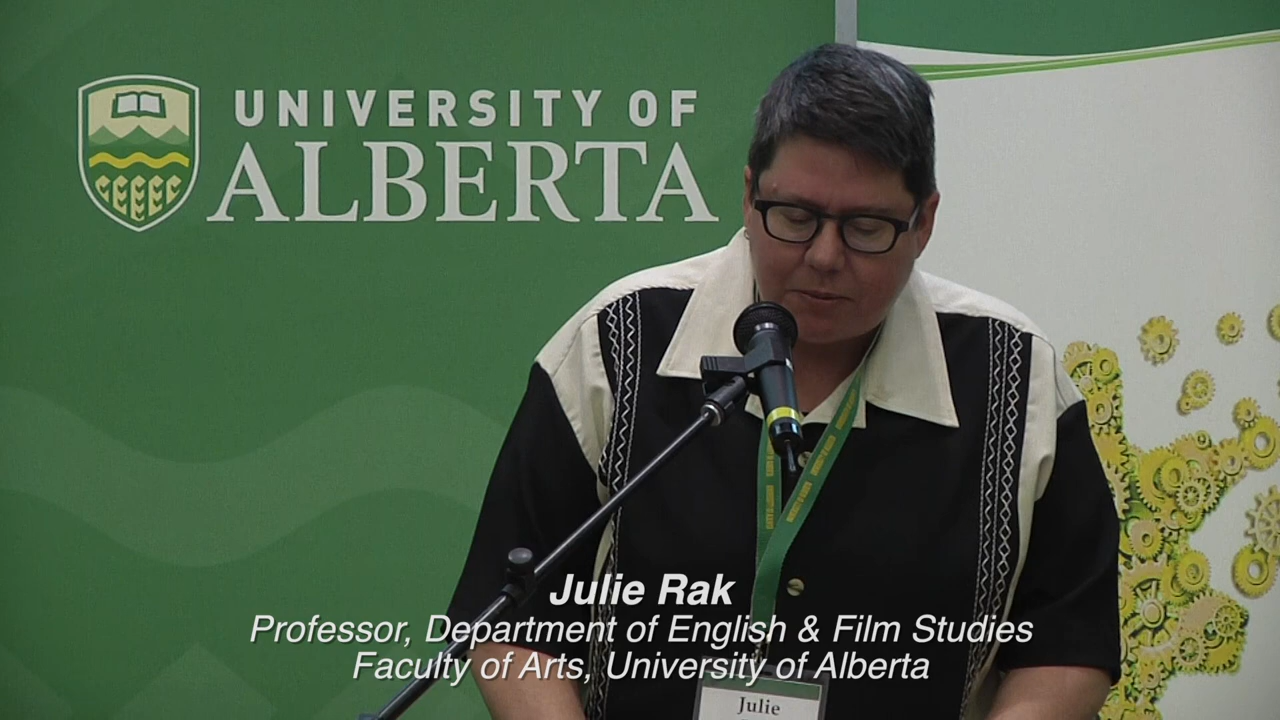 UNIVERSITY OF
ALBERTA
Julie Rak
Professor, Department of English & Film Studies
Faculty of Arts, University of Alberta
Julie